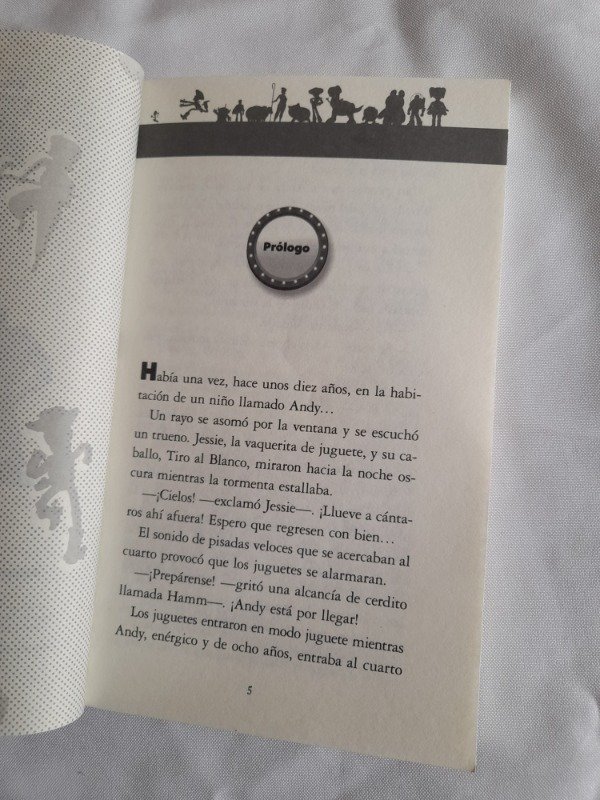 Prólogo
Había una vez, hace unos diez años, en la habi-
tación de un niño llamado Andy...
Un rayo se asomó por la ventana y se escuchó
un trueno. Jessie, la vaquerita de juguete, y su ca-
ballo, Tiro al Blanco, miraron hacia la noche os-
cura mientras la tormenta estallaba.
—¡Cielos! —exclamó Jessie—. ¡Llueve a cánta-
ros ahí afuera! Espero que regresen con bien...
El sonido de pisadas veloces que se acercaban al
cuarto provocó que los juguetes se alarmaran.
—¡Prepárense! —gritó una alcancía de cerdito
llamada Hamm—. ¡Andy está por llegar!
Los juguetes entraron en modo juguete mientras
Andy, enérgico y de ocho años, entraba al cuarto
5